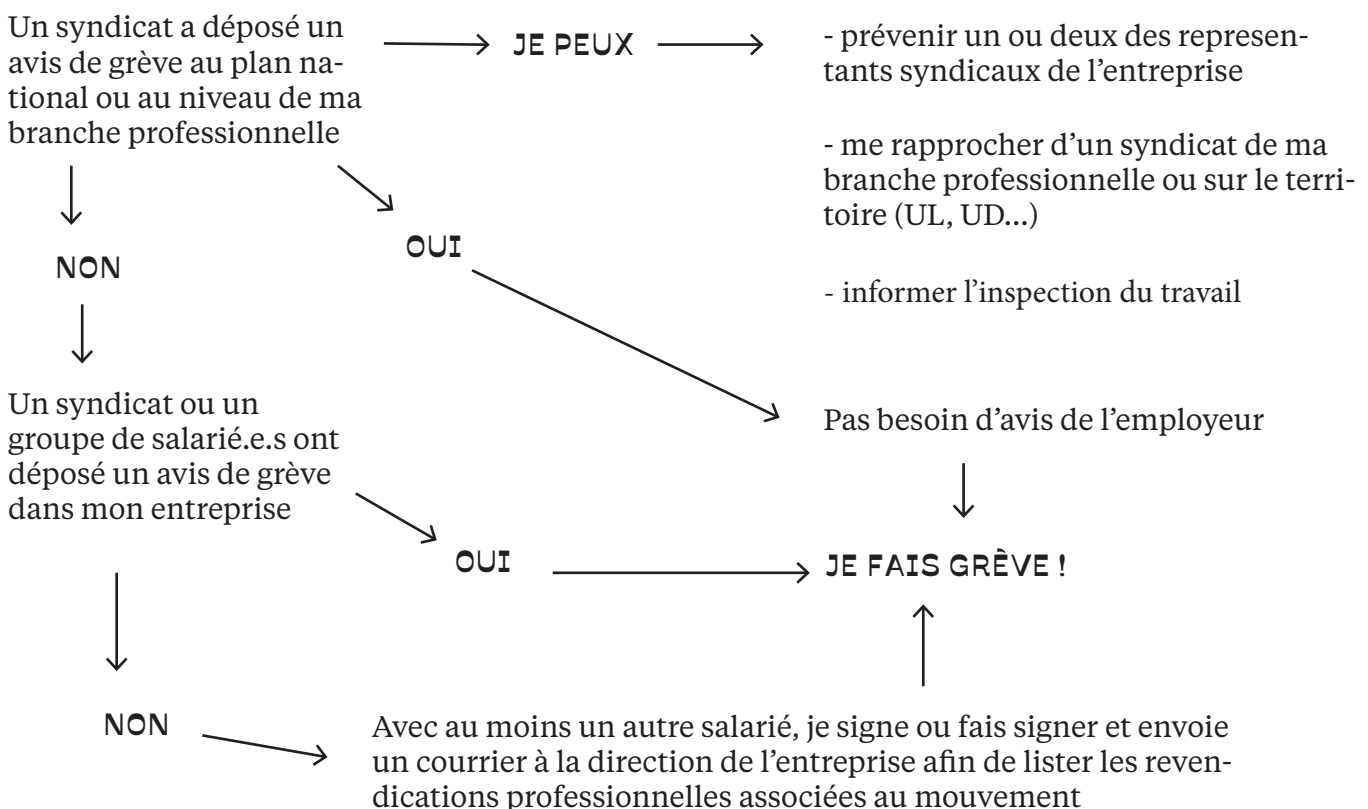 Un syndicat a déposé un
avis de grève au plan na-
tional ou au niveau de ma
branche professionnelle
JE PEUX
- prévenir un ou deux des represen-
tants syndicaux de l’entreprise
- me rapprocher d’un syndicat de ma
branche professionnelle ou sur le terri-
toire (UL, UD...)
- informer l’inspection du travail
NON
OUI
Un syndicat ou un
groupe de salarié.e.s ont
déposé un avis de grève
dans mon entreprise
Pas besoin d’avis de l’employeur
OUI
JE FAIS GRÈVE !
NON
Avec au moins un autre salarié, je signe ou fais signer et envoie
un courrier à la direction de l’entreprise afin de lister les reven-
dications professionnelles associées au mouvement